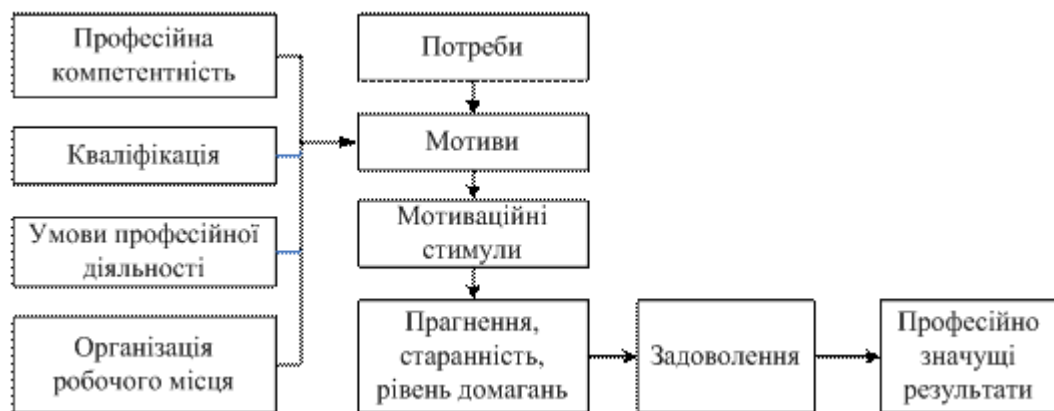 Професійна
компетентність
Кваліфікація
Умови професійної
діяльності
Організація
робочого місця
Потреби
Мотиви
Мотиваційні
стимули
Прагнення,
старанність,
рівень домагань
Задоволення
Професійно
значущі
результати